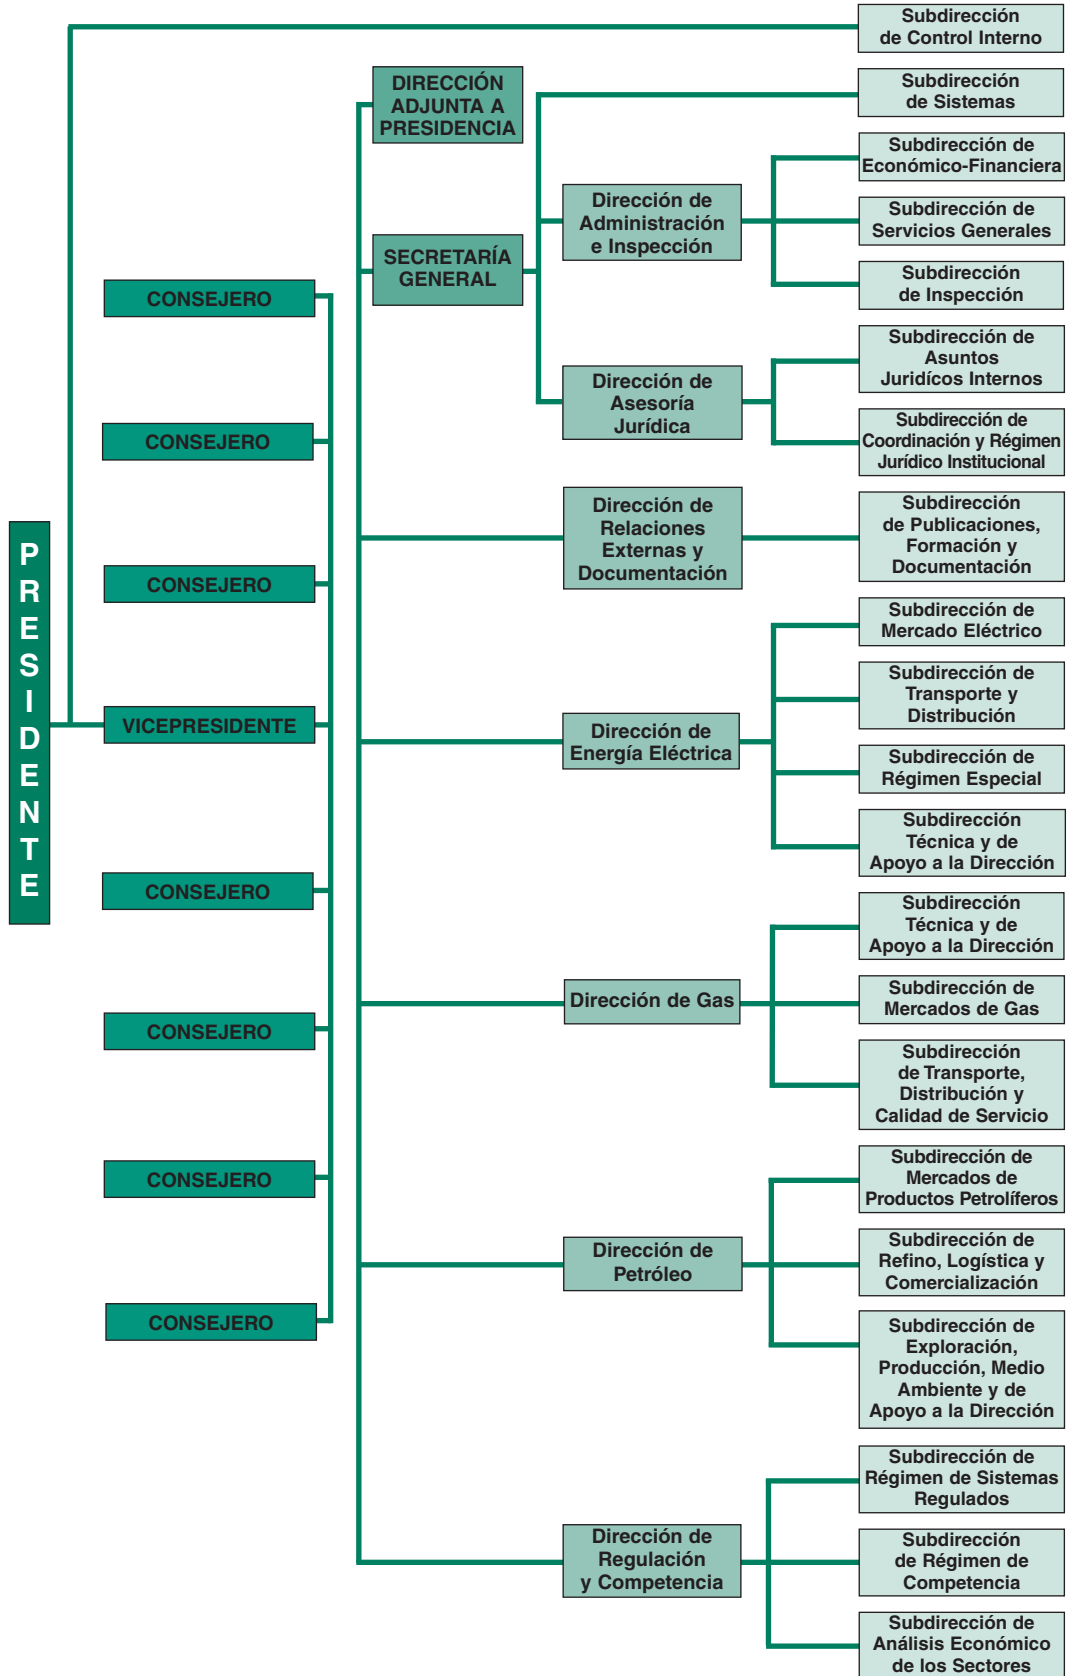 PRESIDENTE
CONSEJERO
CONSEJERO
CONSEJERO
VICEPRESIDENTE
CONSEJERO
CONSEJERO
CONSEJERO
CONSEJERO
DIRECCIÓN
ADJUNTA A
PRESIDENCIA
SECRETARÍA
GENERAL
Dirección de
Administración
e Inspección
Dirección de
Asesoría
Jurídica
Dirección de
Relaciones
Externas y
Documentación
Dirección de
Energía Eléctrica
Dirección de Gas
Dirección de
Petróleo
Dirección de
Regulación
y Competencia
Subdirección
de Control Interno
Subdirección
de Sistemas
Subdirección de
Económico-Financiera
Subdirección de
Servicios Generales
Subdirección
de Inspección
Subdirección de
Asuntos
Juridícos Internos
Subdirección de
Coordinación y Régimen
Jurídico Institucional
Subdirección
de Publicaciones,
Formación y
Documentación
Subdirección de
Mercado Eléctrico
Subdirección de
Transporte y
Distribución
Subdirección de
Régimen Especial
Subdirección
Técnica y de
Apoyo a la Dirección
Subdirección
Técnica y de
Apoyo a la Dirección
Subdirección de
Mercados de Gas
Subdirección
de Transporte,
Distribución y
Calidad de Servicio
Subdirección de
Mercados de
Productos Petrolíferos
Subdirección de
Refino, Logística y
Comercialización
Subdirección de
Exploración,
Producción, Medio
Ambiente y de
Apoyo a la Dirección
Subdirección de
Régimen de Sistemas
Regulados
Subdirección
de Régimen de
Competencia
Subdirección de
Análisis Económico
de los Sectores